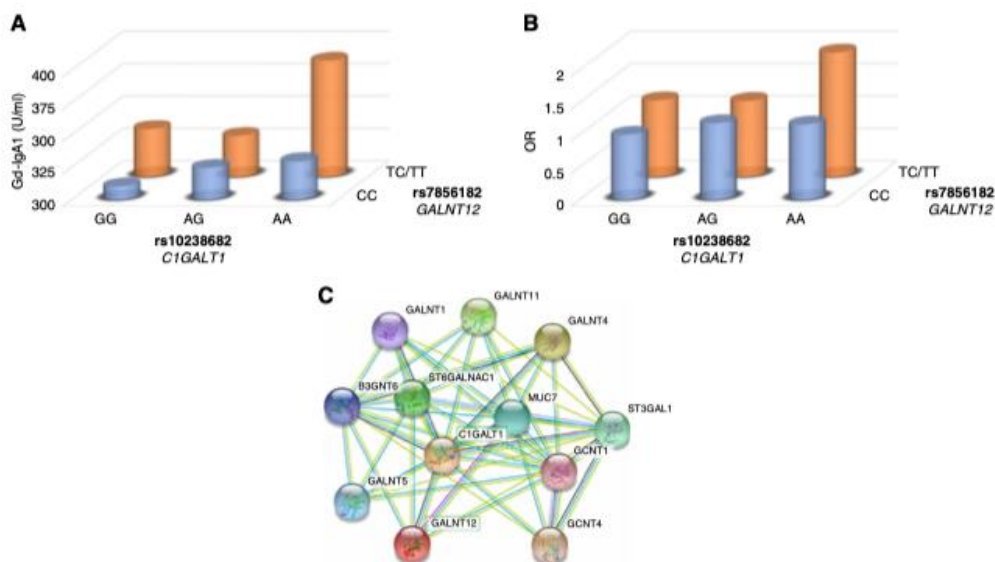 A
Gd-IgA1 (U/ml)
400
375
350
325
300
GG
AG
AA
TC/TT
CC
rs7856182
GALNT12
rs10238682
C1GALT1
B
OR
2
1.5
1
0.5
0
GG
AG
AA
TC/TT
CC
rs7856182
GALNT12
rs10238682
C1GALT1
C
GALNT1
GALNT11
GALNT4
B3GNT6
ST6GALNAC1
MUC7
ST3GAL1
C1GALT1
GCNT1
GALNT5
GALNT12
GCNT4